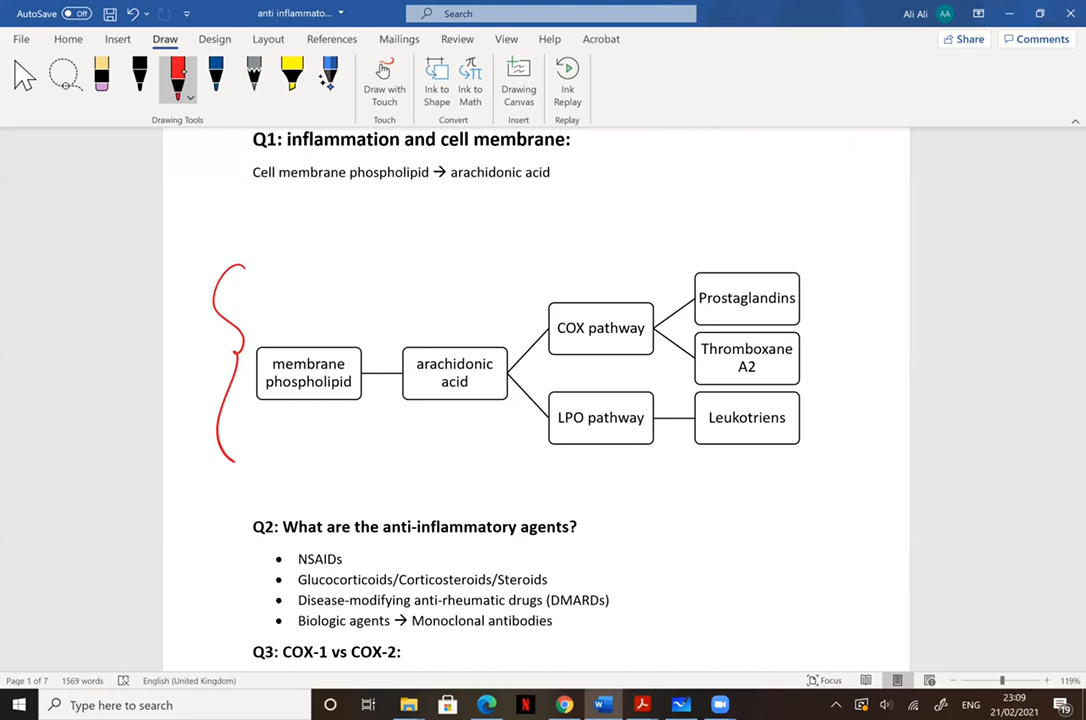 AutoSave Off anti inflammato... Search Ali Ali AA
File Home Insert Draw Design Layout References Mailings Review View Help Acrobat Share Comments
Draw with Touch Ink to Shape Ink to Math Drawing Canvas Ink Replay
Drawing Tools Touch Convert Insert Replay
Q1: inflammation and cell membrane:
Cell membrane phospholipid → arachidonic acid
membrane phospholipid
arachidonic acid
COX pathway
LPO pathway
Prostaglandins
Thromboxane A2
Leukotriens
Q2: What are the anti-inflammatory agents?
• NSAIDs
• Glucocorticoids/Corticosteroids/Steroids
• Disease-modifying anti-rheumatic drugs (DMARDs)
• Biologic agents → Monoclonal antibodies
Q3: COX-1 vs COX-2:
Page 1 of 7 1569 words English (United Kingdom) Focus 119%
Type here to search ENG 23:09 21/02/2021 19